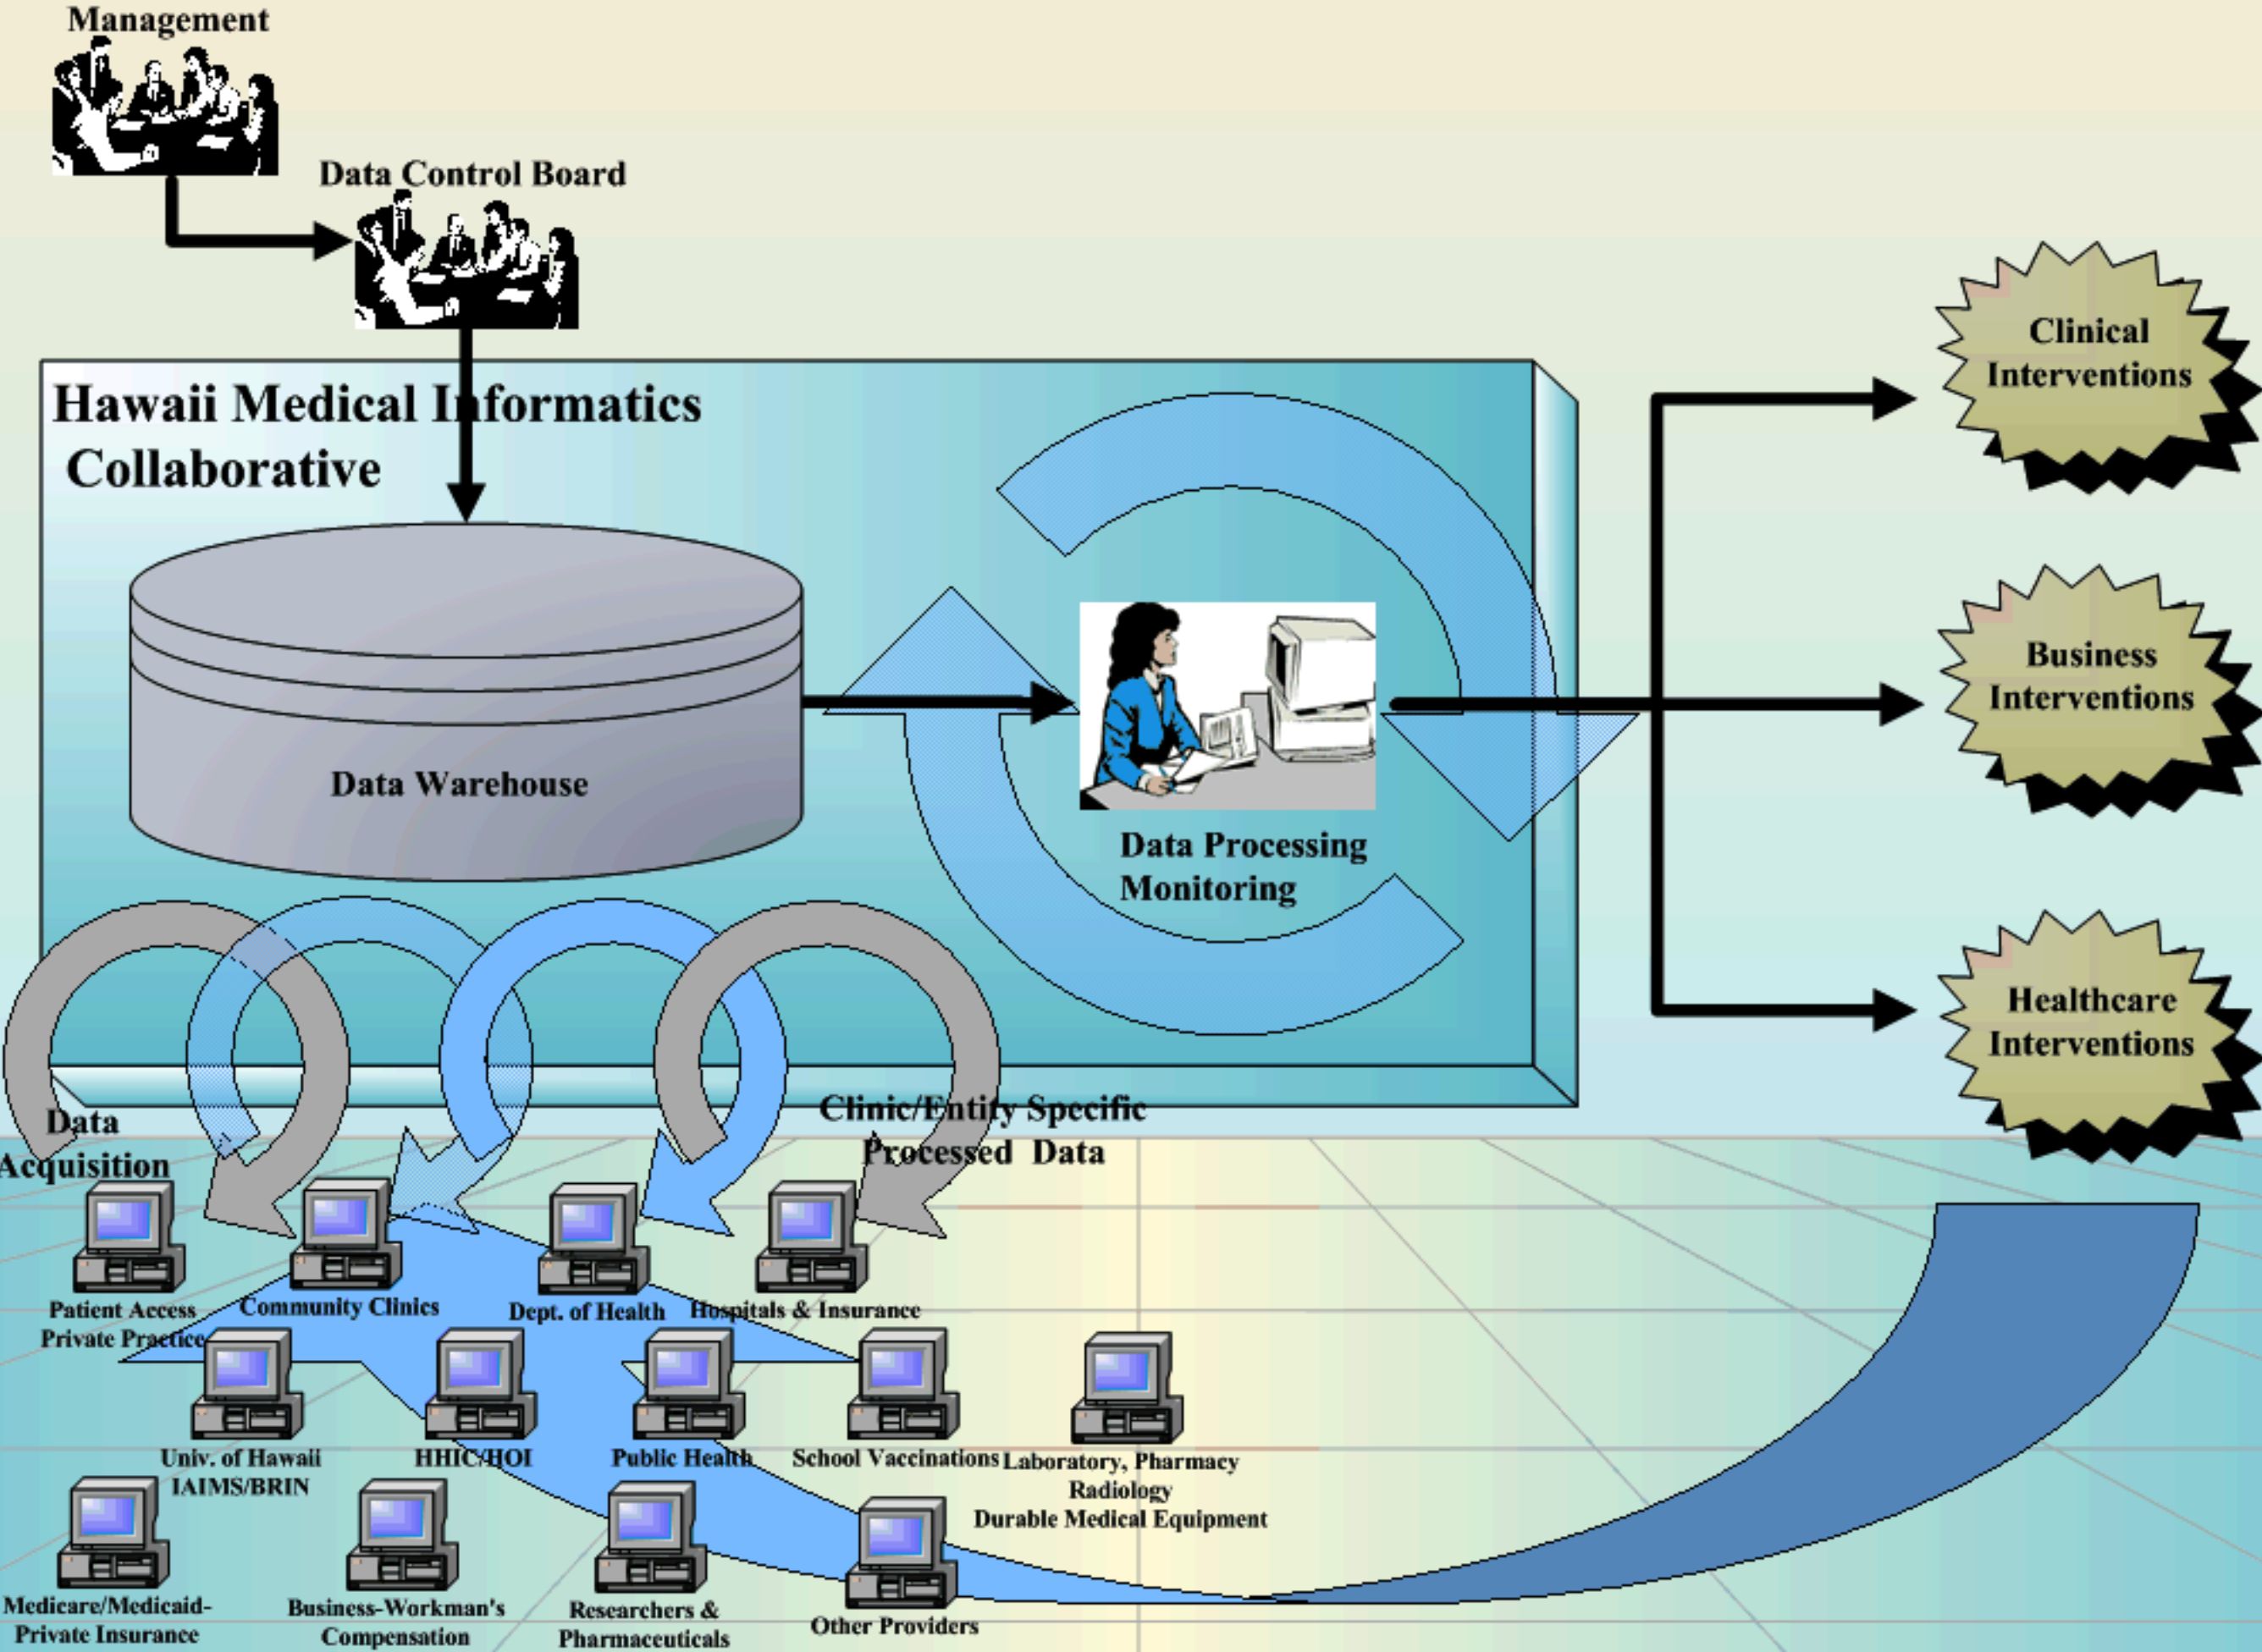 Management
Data Control Board
Hawaii Medical Informatics
Collaborative
Data Warehouse
Data Processing
Monitoring
Clinical
Interventions
Business
Interventions
Healthcare
Interventions
Data
Acquisition
Clinic/Entity Specific
Processed Data
Patient Access
Private Practice
Community Clinics
Dept. of Health
Hospitals & Insurance
Univ. of Hawaii
IAIMS/BRIN
HHIC/HOI
Public Health
School Vaccinations
Laboratory, Pharmacy
Radiology
Durable Medical Equipment
Medicare/Medicaid-
Private Insurance
Business-Workman's
Compensation
Researchers &
Pharmaceuticals
Other Providers